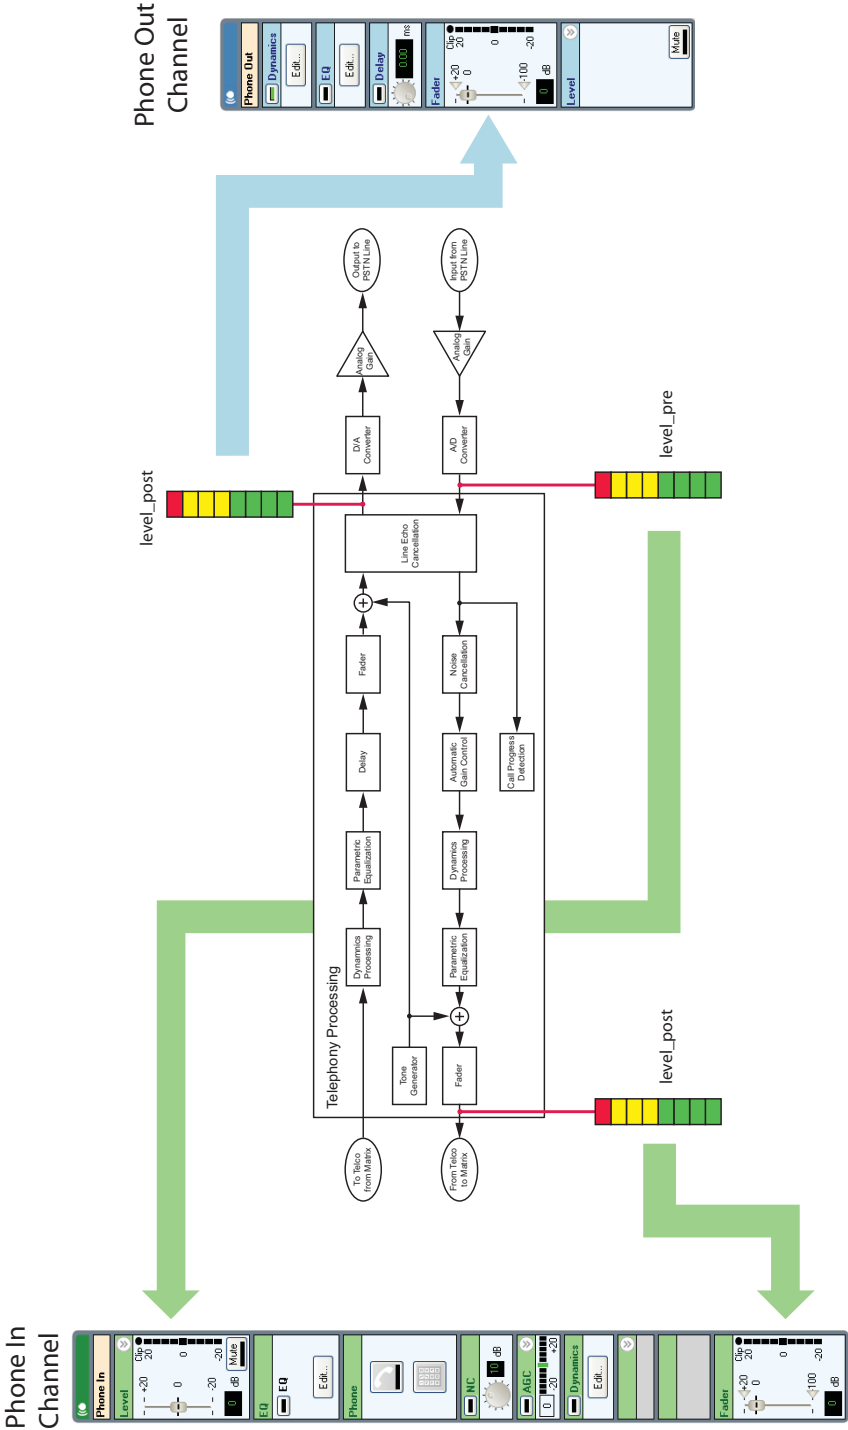 Phone Out
Channel
Phone Out
Dynamics
Edit...
EQ
Edit...
Delay
0.00
ms
Fader
+20
0
-100
0
dB
Clip
20
0
-20
Level
Mute
level_post
Output to
PSTN Line
Input from
PSTN Line
Analog
Gain
Analog
Gain
D/A
Converter
A/D
Converter
level_pre
Telephony Processing
Line Echo
Cancellation
+
Fader
Delay
Parametric
Equalization
Dynamnics
Processing
Noise
Cancellation
Automatic
Gain Control
Call Progress
Detection
Dynamics
Processing
Parametric
Equalization
+
Tone
Generator
Fader
To Telco
from Matrix
From Telco
to Matrix
level_post
Phone In
Channel
Phone In
Level
+20
0
-20
0
dB
Clip
20
0
-20
Mute
EQ
EQ
Edit...
Phone
NC
10
dB
AGC
0
-20
+20
Dynamics
Edit...
Fader
+20
0
-100
0
dB
Clip
20
0
-20